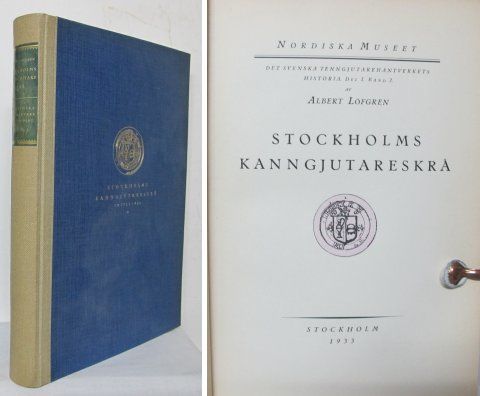 STOCKHOLMS
KANNGJUTARESKRÅ
NORDISKA MUSEET
DET SVENSKA TENNGJUTAREHANTVERKETS
HISTORIA. DEL I. BAND 2.
AV
ALBERT LÖFGREN
STOCKHOLMS
KANNGJUTARESKRÅ
STOCKHOLM
1933